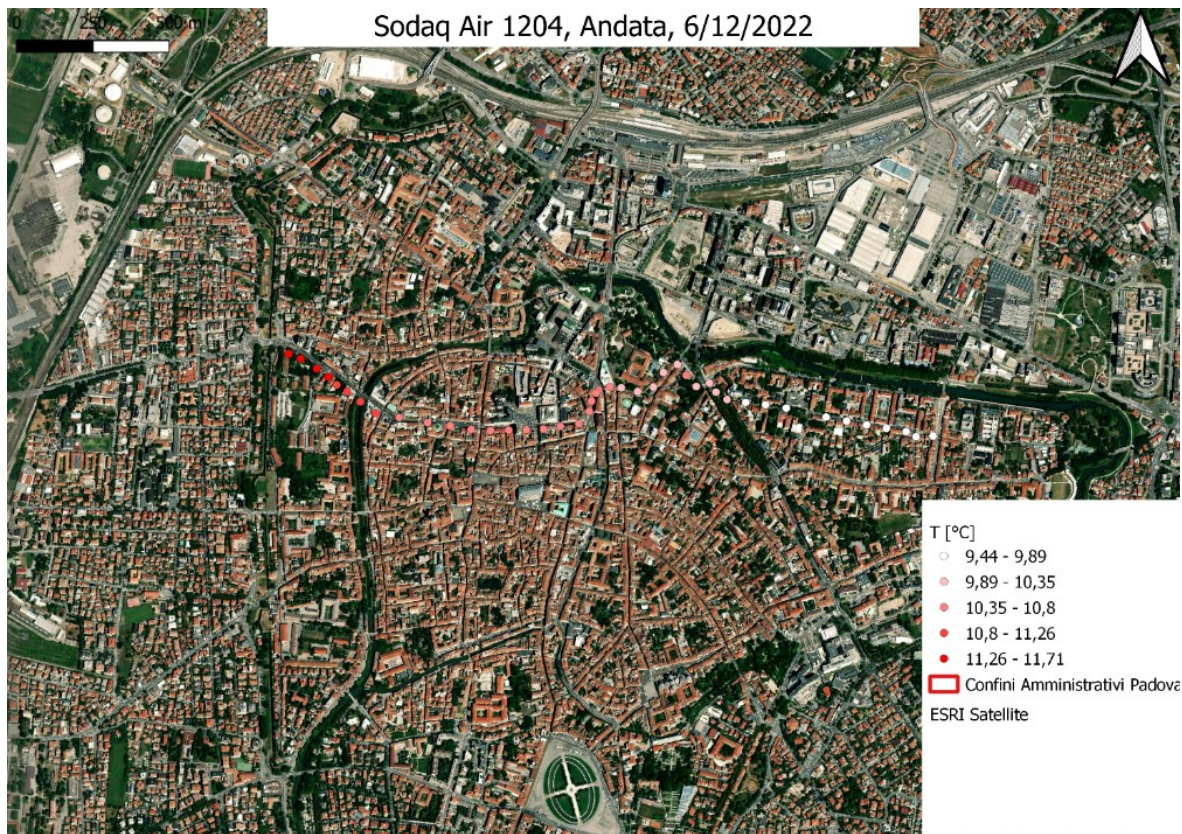 Sodaq Air 1204, Andata, 6/12/2022
0 250 500 m
T [°C]
9,44 - 9,89
9,89 - 10,35
10,35 - 10,8
10,8 - 11,26
11,26 - 11,71
Confini Amministrativi Padova
ESRI Satellite